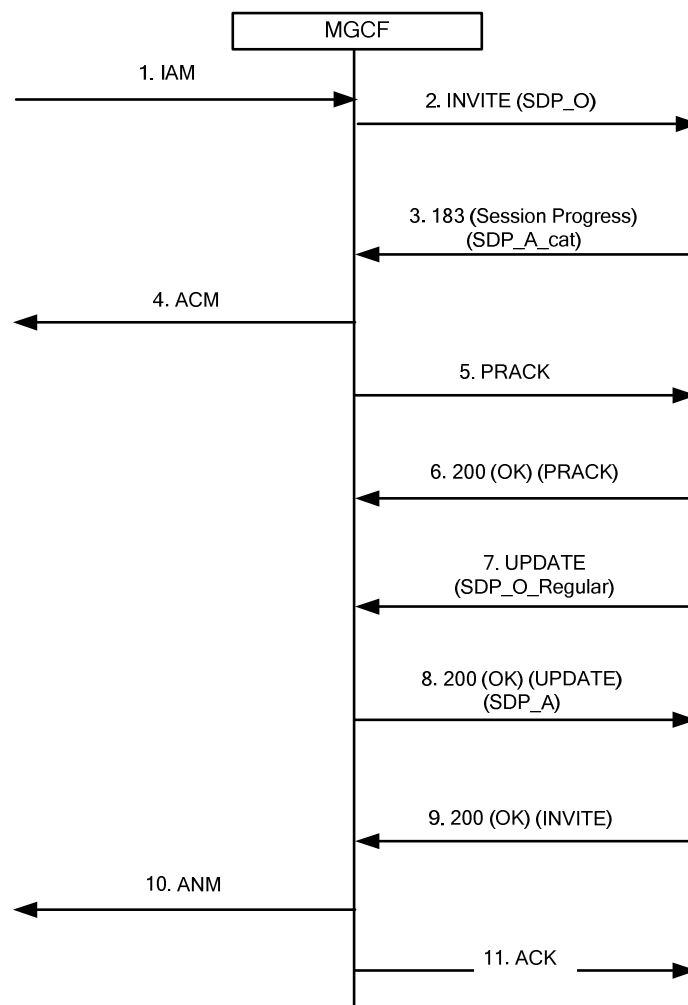 MGCF
1. IAM
2. INVITE (SDP_O)
3. 183 (Session Progress)
(SDP_A_cat)
4. ACM
5. PRACK
6. 200 (OK) (PRACK)
7. UPDATE
(SDP_O_Regular)
8. 200 (OK) (UPDATE)
(SDP_A)
9. 200 (OK) (INVITE)
10. ANM
11. ACK